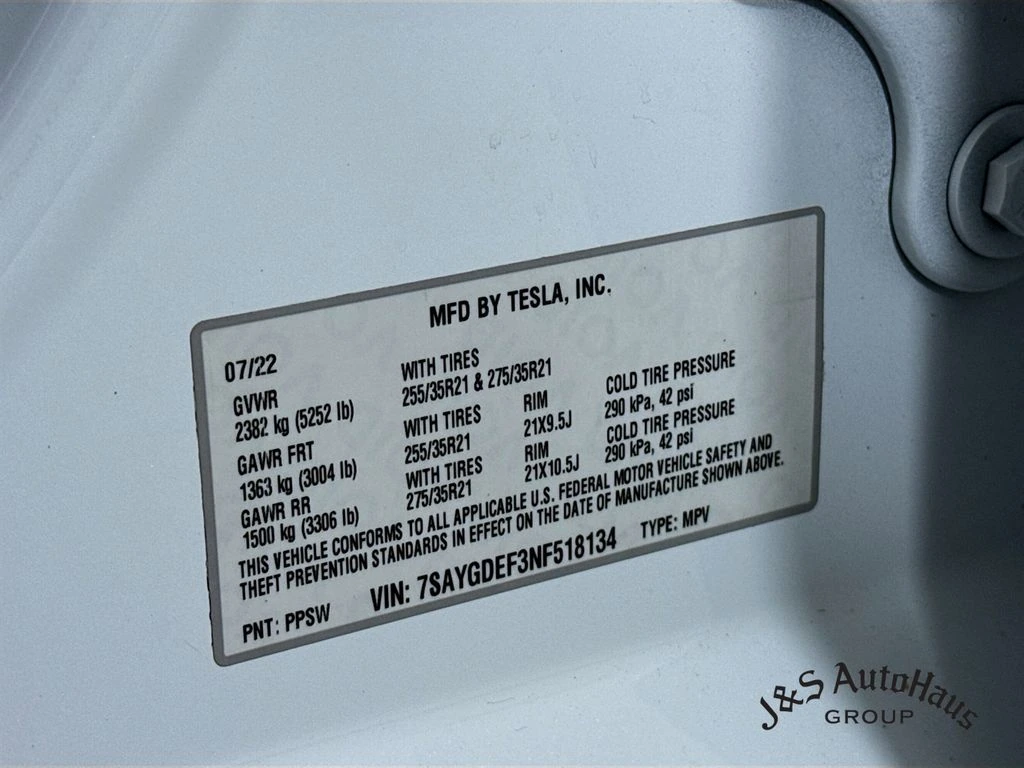 MFD BY TESLA, INC.
07/22
GVWR WITH TIRES
2382 kg (5252 lb) 255/35R21 & 275/35R21
GAWR FRT WITH TIRES RIM COLD TIRE PRESSURE
1363 kg (3004 lb) 255/35R21 21X9.5J 290 kPa, 42 psi
GAWR RR WITH TIRES RIM COLD TIRE PRESSURE
1500 kg (3306 lb) 275/35R21 21X10.5J 290 kPa, 42 psi
THIS VEHICLE CONFORMS TO ALL APPLICABLE U.S. FEDERAL MOTOR VEHICLE SAFETY AND
THEFT PREVENTION STANDARDS IN EFFECT ON THE DATE OF MANUFACTURE SHOWN ABOVE.
PNT: PPSW VIN: 7SAYGDEF3NF518134 TYPE: MPV
J&S AutoHaus
GROUP